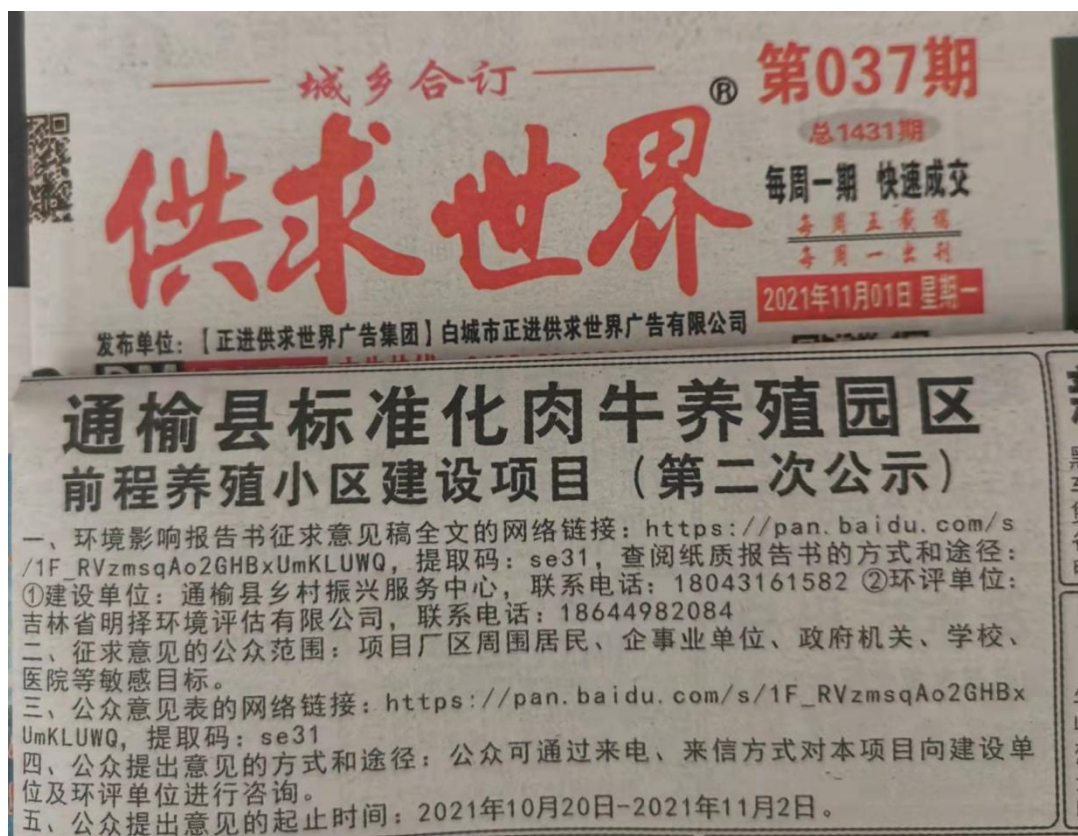 城乡合订
供求世界®
第037期
总1431期
每周一期 快速成交
每周五截稿
每周一出刊
2021年11月01日 星期一
发布单位：【正进供求世界广告集团】白城市正进供求世界广告有限公司
通榆县标准化肉牛养殖园区
前程养殖小区建设项目（第二次公示）
一、环境影响报告书征求意见稿全文的网络链接：https://pan.baidu.com/s
/1F_RVzmsqAo2GHBxUmKLUWQ，提取码：se31，查阅纸质报告书的方式和途径：
①建设单位：通榆县乡村振兴服务中心，联系电话：18043161582 ②环评单位：
吉林省明择环境评估有限公司，联系电话：18644982084
二、征求意见的公众范围：项目厂区周围居民、企事业单位、政府机关、学校、
医院等敏感目标。
三、公众意见表的网络链接：https://pan.baidu.com/s/1F_RVzmsqAo2GHBx
UmKLUWQ，提取码：se31
四、公众提出意见的方式和途径：公众可通过来电、来信方式对本项目向建设单
位及环评单位进行咨询。
五、公众提出意见的起止时间：2021年10月20日-2021年11月2日。